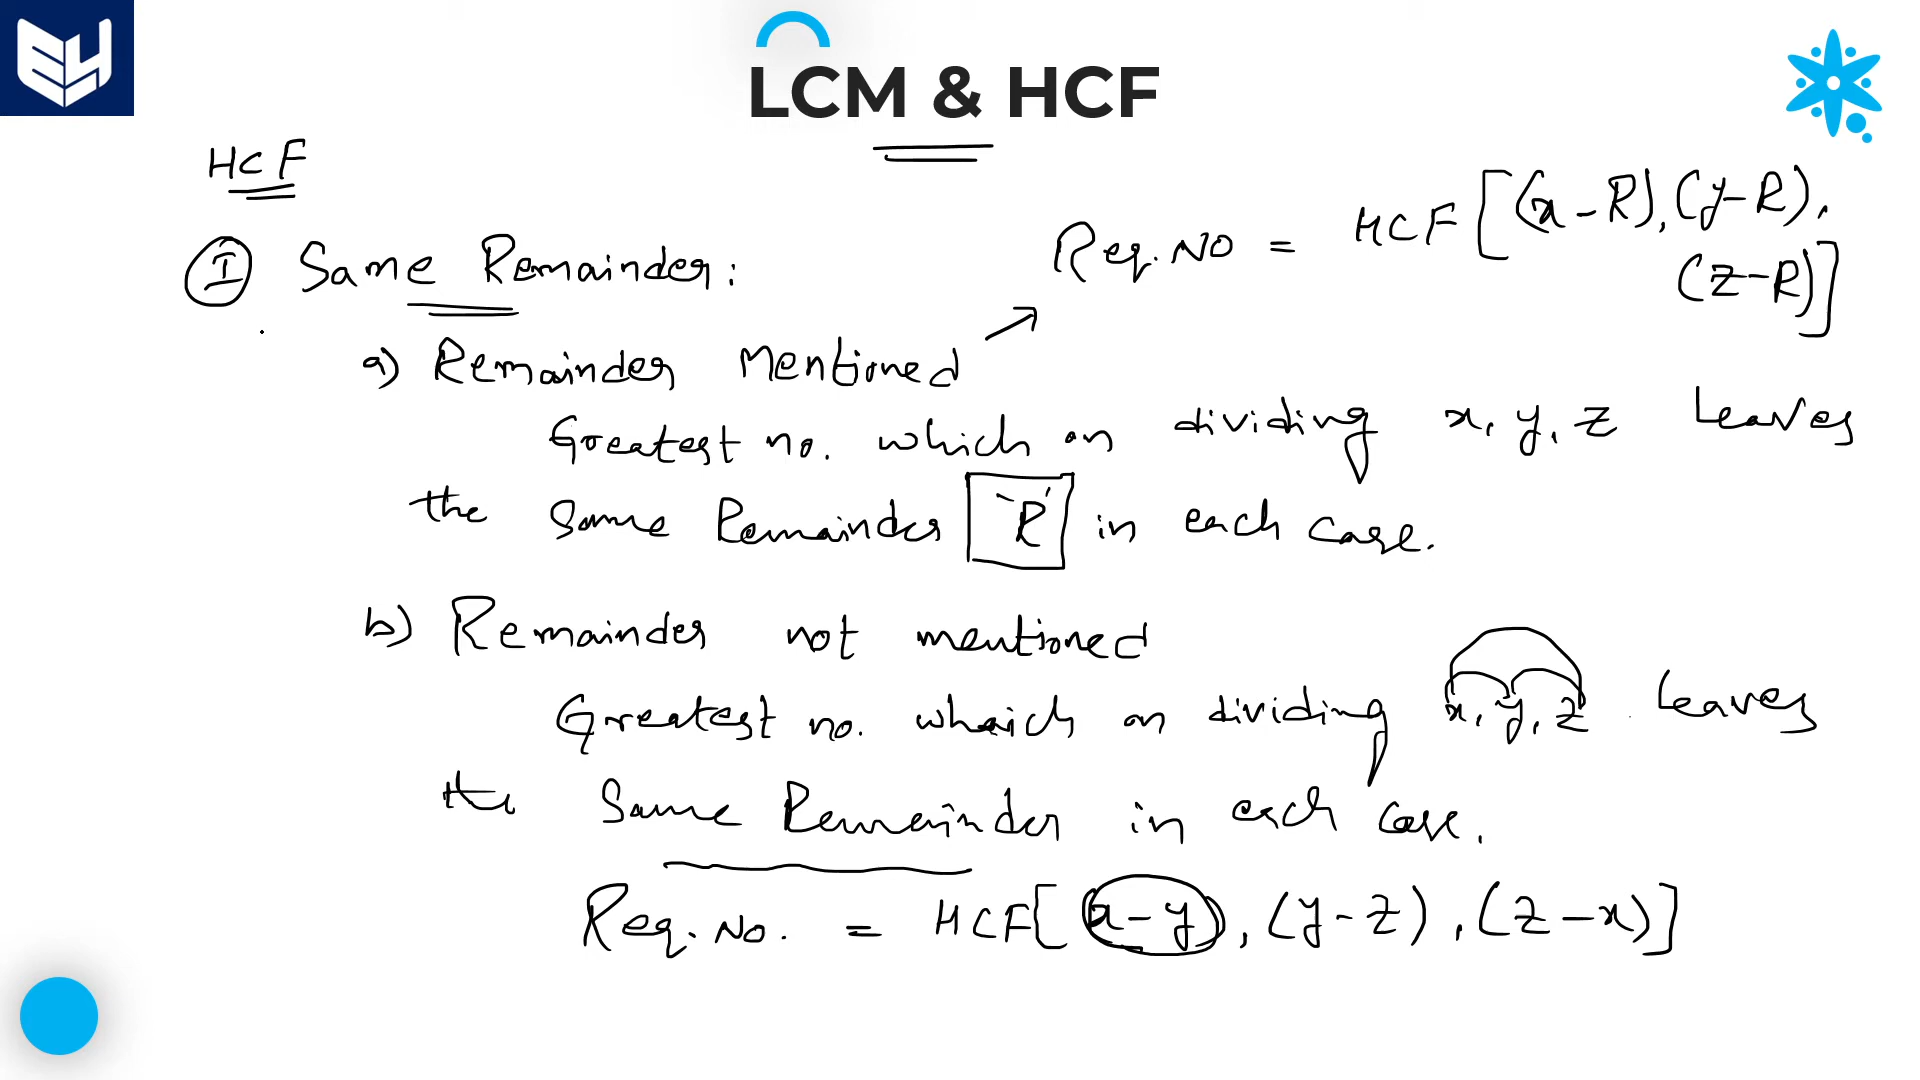 LCM & HCF
HCF
I Same Remainder:
Req. NO = HCF[(x-R),(y-R),
(z-R)]
a) Remainder Mentioned
Greatest no. which on dividing x, y, z Leaves
the same Remainder 'R' in each case.
b) Remainder not mentioned
Greatest no. which on dividing x, y, z leaves
the Same Remainder in each case.
Req. No. = HCF[(x-y), (y-z), (z-x)]